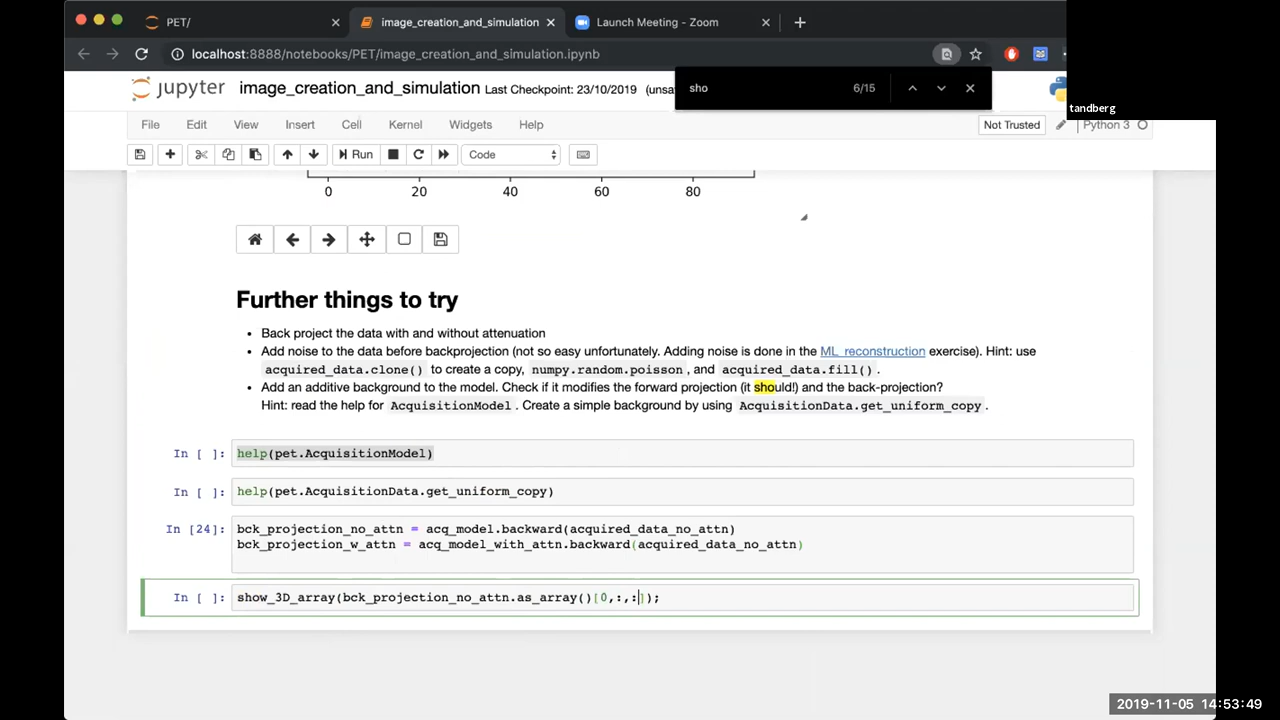 PET/
image_creation_and_simulation
Launch Meeting - Zoom
localhost:8888/notebooks/PET/image_creation_and_simulation.ipynb
sho 6/15
tandberg
jupyter image_creation_and_simulation Last Checkpoint: 23/10/2019 (unsa
File Edit View Insert Cell Kernel Widgets Help
Not Trusted Python 3
Run Code
0 20 40 60 80
Further things to try
• Back project the data with and without attenuation
• Add noise to the data before backprojection (not so easy unfortunately. Adding noise is done in the ML_reconstruction exercise). Hint: use
acquired_data.clone() to create a copy, numpy.random.poisson, and acquired_data.fill().
• Add an additive background to the model. Check if it modifies the forward projection (it should!) and the back-projection?
Hint: read the help for AcquisitionModel. Create a simple background by using AcquisitionData.get_uniform_copy.
In [ ]: help(pet.AcquisitionModel)
In [ ]: help(pet.AcquisitionData.get_uniform_copy)
In [24]: bck_projection_no_attn = acq_model.backward(acquired_data_no_attn)
bck_projection_w_attn = acq_model_with_attn.backward(acquired_data_no_attn)
In [ ]: show_3D_array(bck_projection_no_attn.as_array()[0,:,:]);
2019-11-05 14:53:49